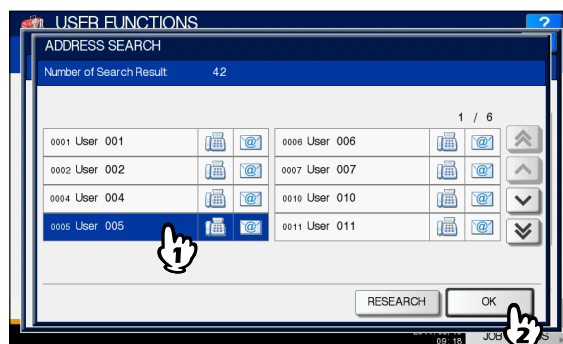 USER FUNCTIONS
?
ADDRESS SEARCH
Number of Search Result 42
1 / 6
0001 User 001
0006 User 006
0002 User 002
0007 User 007
0004 User 004
0010 User 010
0005 User 005
0011 User 011
1
RESEARCH
OK
2
09:18
JOB